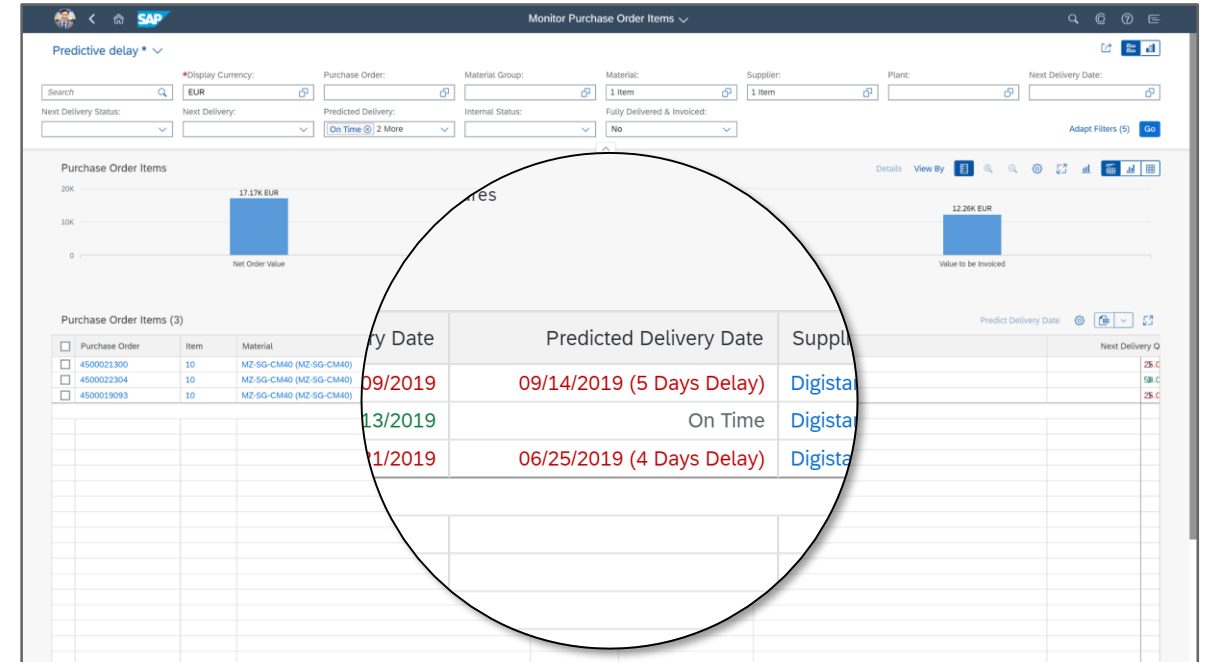 SAP
Monitor Purchase Order Items
Predictive delay *
*Display Currency: Purchase Order: Material Group: Material: Supplier: Plant: Next Delivery Date:
Search EUR 1 Item 1 Item
Next Delivery Status: Next Delivery: Predicted Delivery: Internal Status: Fully Delivered & Invoiced:
On Time 2 More No Adapt Filters (5) Go
Purchase Order Items Details View By
20K
10K
0
17.17K EUR
Net Order Value
12.26K EUR
Value to be Invoiced
Purchase Order Items (3) Predict Delivery Date
Purchase Order Item Material Date Predicted Delivery Date Next Delivery Q
4500021300 10 MZ-SG-CM40 (MZ-SG-CM40) 09/2019 09/14/2019 (5 Days Delay)
4500022304 10 MZ-SG-CM40 (MZ-SG-CM40) 13/2019 On Time
4500019093 10 MZ-SG-CM40 (MZ-SG-CM40) 1/2019 06/25/2019 (4 Days Delay)